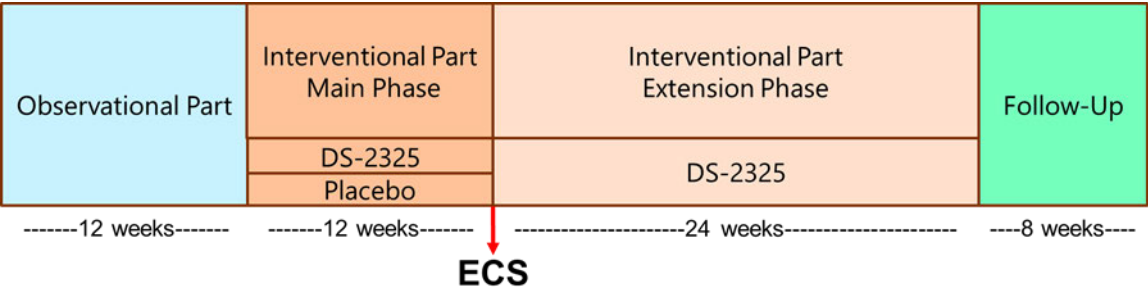 Observational Part
Interventional Part
Main Phase
DS-2325
Placebo
Interventional Part
Extension Phase
DS-2325
Follow-Up
-------12 weeks-------
-------12 weeks-------
----------------------24 weeks----------------------
----8 weeks----
ECS